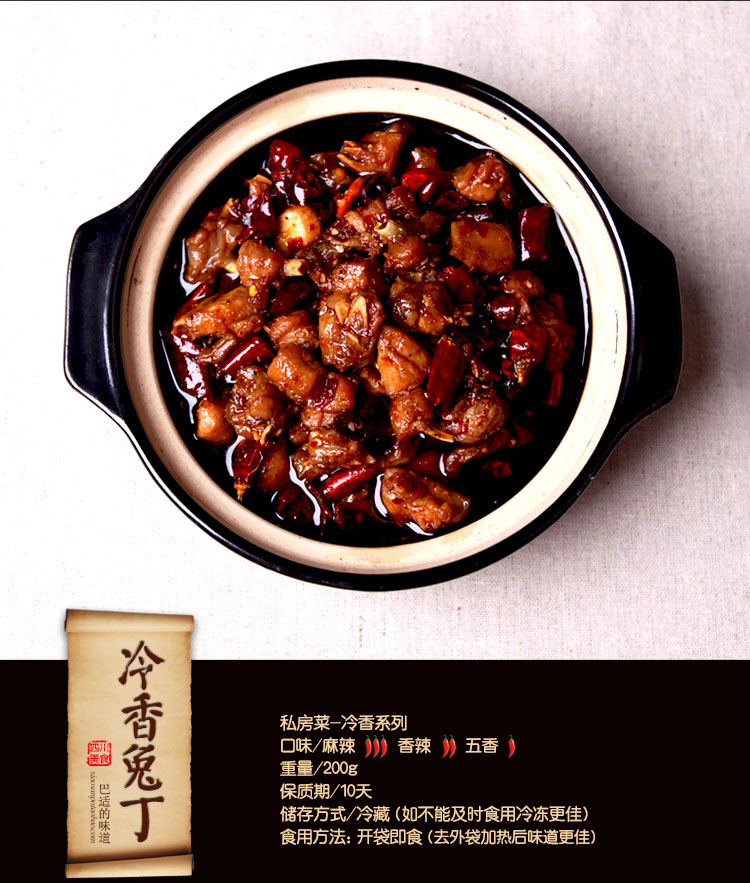 冷香兔丁
四川
美食
巴适的味道
私房菜–冷香系列
口味/麻辣 香辣 五香
重量/200g
保质期/10天
储存方式/冷藏(如不能及时食用冷冻更佳)
食用方法:开袋即食(去外袋加热后味道更佳)